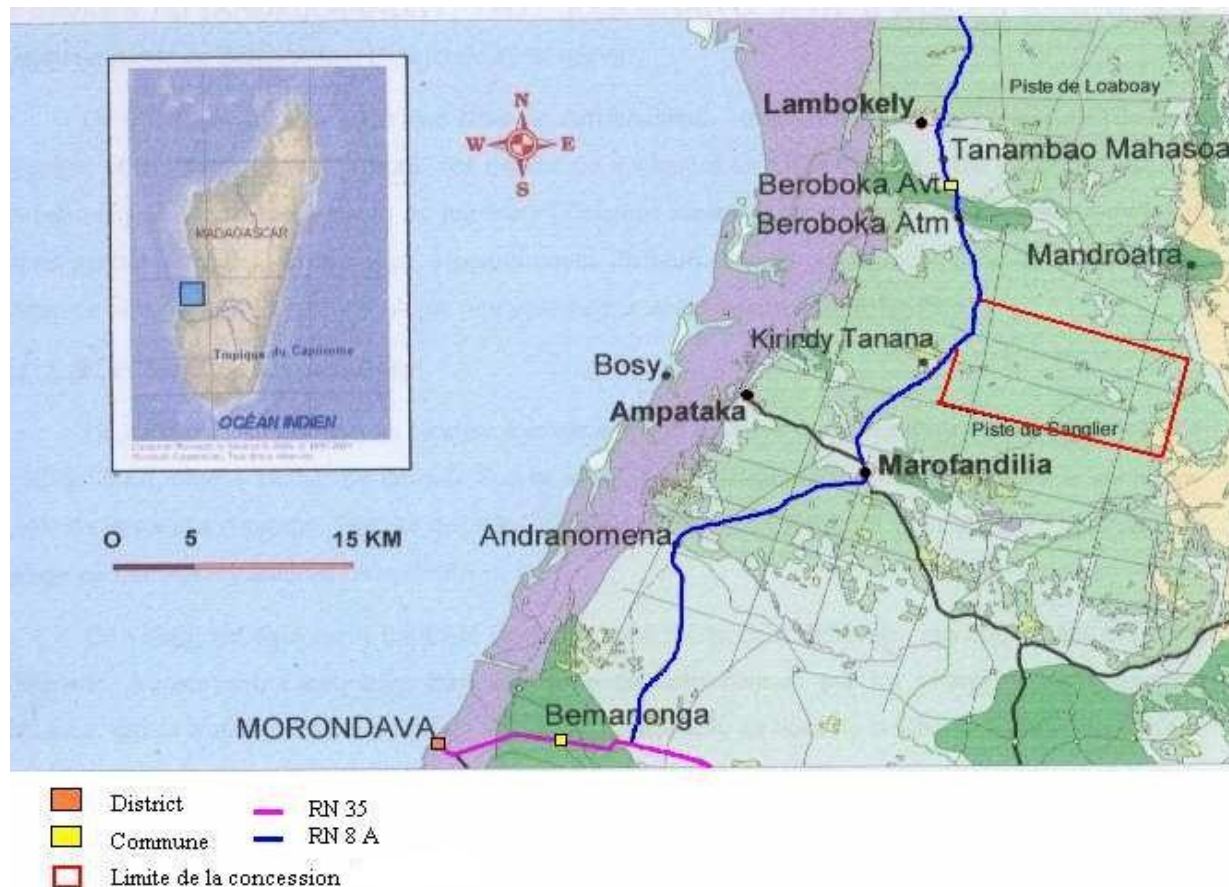 N
W E
S
MADAGASCAR
Tropique du Capricorne
OCÉAN INDIEN
Piste de Loaboay
Lambokely
Tanambao Mahasoa
Beroboka Avt
Beroboka Atm
Mandroatra
Kirindy Tanana
Bosy
Ampataka
Piste de Sanglier
Marofandilia
Andranomena
O 5 15 KM
MORONDAVA
Bemanonga
District
RN 35
Commune
RN 8 A
Limite de la concession